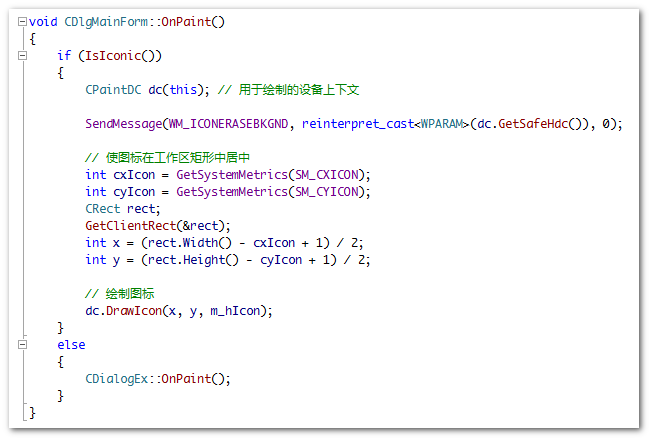 void CDlgMainForm::OnPaint()
{
    if (IsIconic())
    {
        CPaintDC dc(this); // 用于绘制的设备上下文

        SendMessage(WM_ICONERASEBKGND, reinterpret_cast<WPARAM>(dc.GetSafeHdc()), 0);

        // 使图标在工作区矩形中居中
        int cxIcon = GetSystemMetrics(SM_CXICON);
        int cyIcon = GetSystemMetrics(SM_CYICON);
        CRect rect;
        GetClientRect(&rect);
        int x = (rect.Width() - cxIcon + 1) / 2;
        int y = (rect.Height() - cyIcon + 1) / 2;

        // 绘制图标
        dc.DrawIcon(x, y, m_hIcon);
    }
    else
    {
        CDialogEx::OnPaint();
    }
}